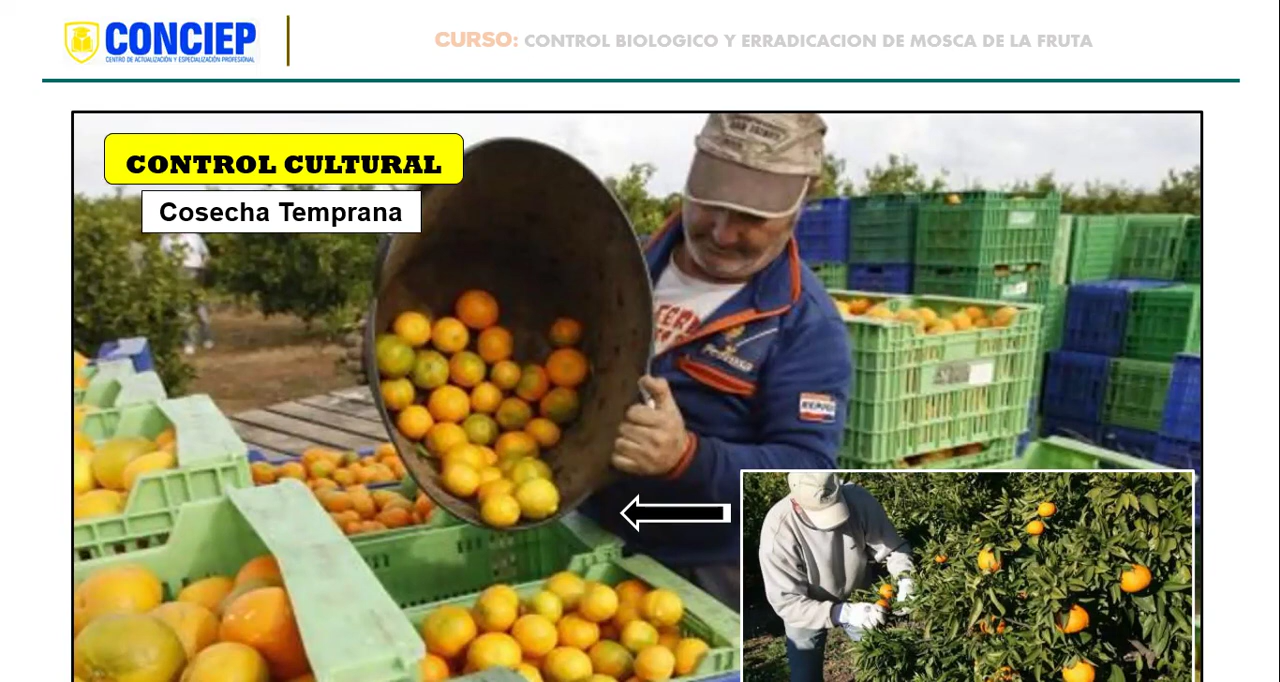 CONCIEP
CENTRO DE ACTUALIZACIÓN Y ESPECIALIZACIÓN PROFESIONAL
CURSO: CONTROL BIOLOGICO Y ERRADICACION DE MOSCA DE LA FRUTA
CONTROL CULTURAL
Cosecha Temprana